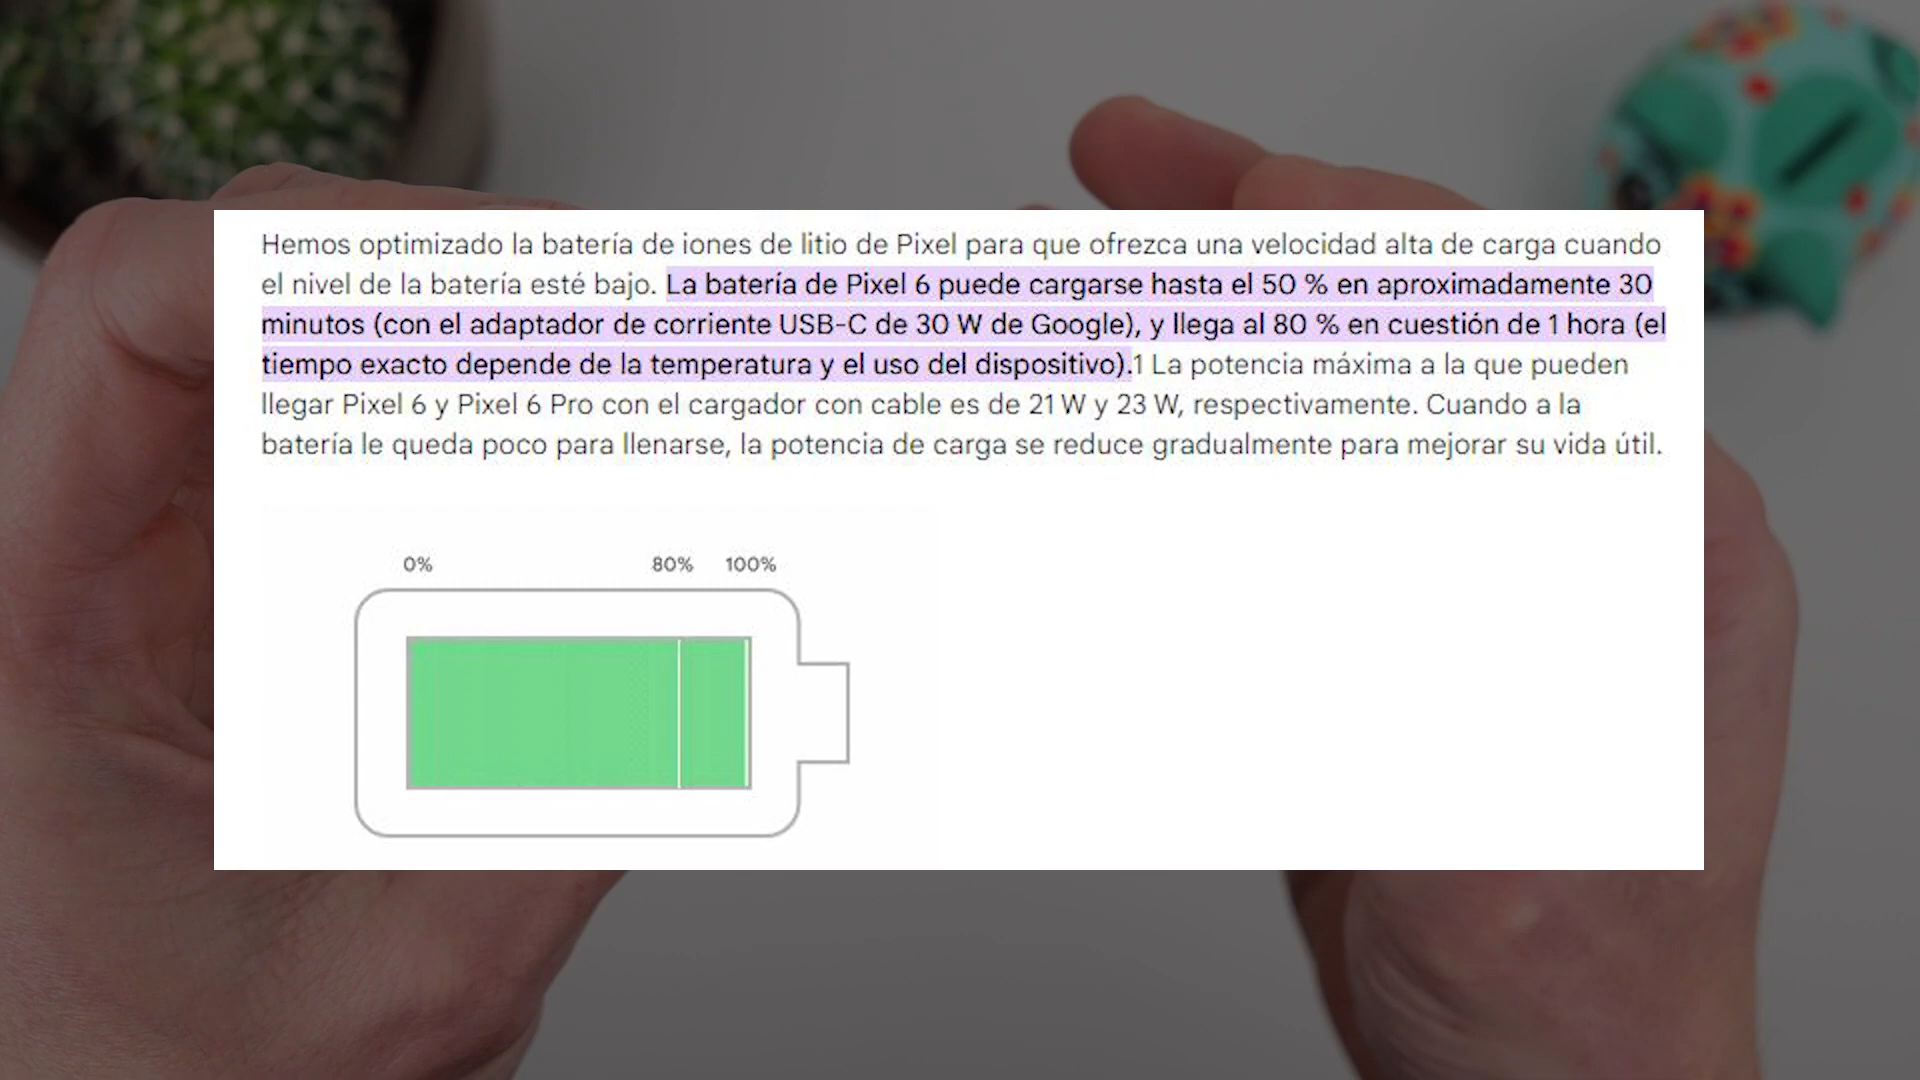 Hemos optimizado la batería de iones de litio de Pixel para que ofrezca una velocidad alta de carga cuando
el nivel de la batería esté bajo. La batería de Pixel 6 puede cargarse hasta el 50 % en aproximadamente 30
minutos (con el adaptador de corriente USB-C de 30 W de Google), y llega al 80 % en cuestión de 1 hora (el
tiempo exacto depende de la temperatura y el uso del dispositivo).1 La potencia máxima a la que pueden
llegar Pixel 6 y Pixel 6 Pro con el cargador con cable es de 21 W y 23 W, respectivamente. Cuando a la
batería le queda poco para llenarse, la potencia de carga se reduce gradualmente para mejorar su vida útil.
0% 80% 100%